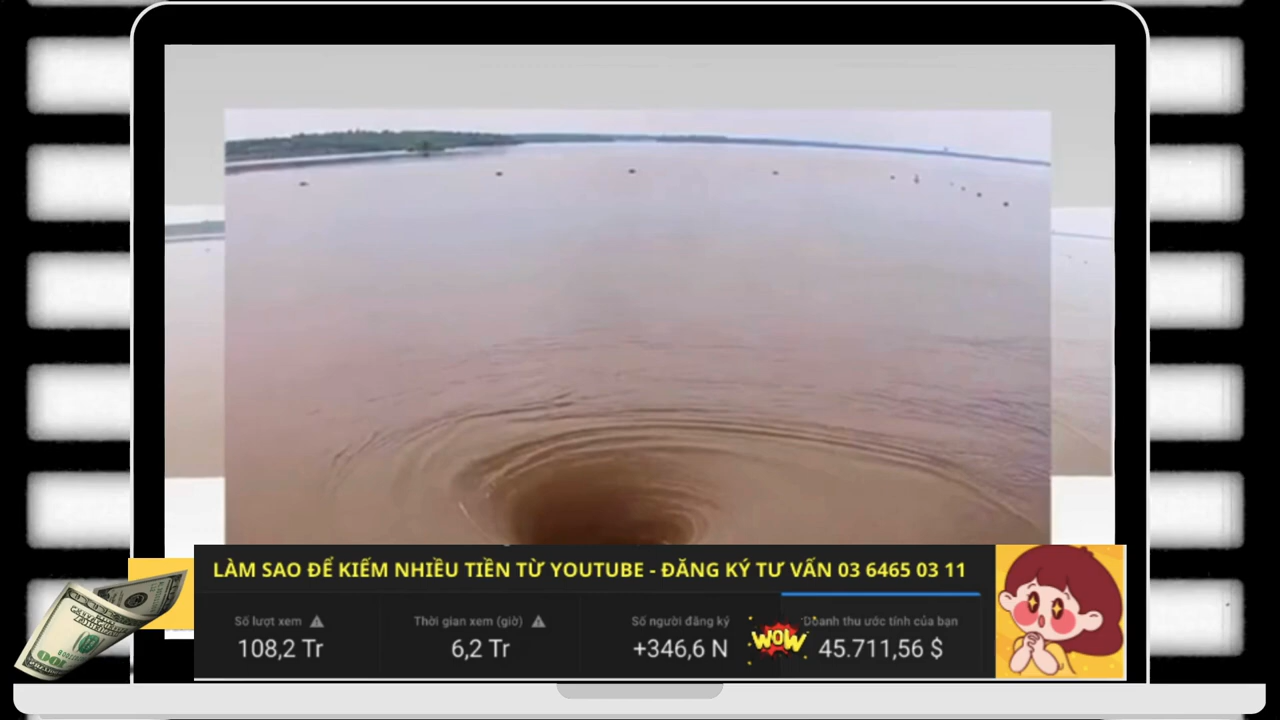 LÀM SAO ĐỂ KIẾM NHIỀU TIỀN TỪ YOUTUBE - ĐĂNG KÝ TƯ VẤN 03 6465 03 11
Số lượt xem Thời gian xem (giờ) Số người đăng ký Doanh thu ước tính của bạn
108,2 Tr 6,2 Tr +346,6 N WOW 45.711,56 $